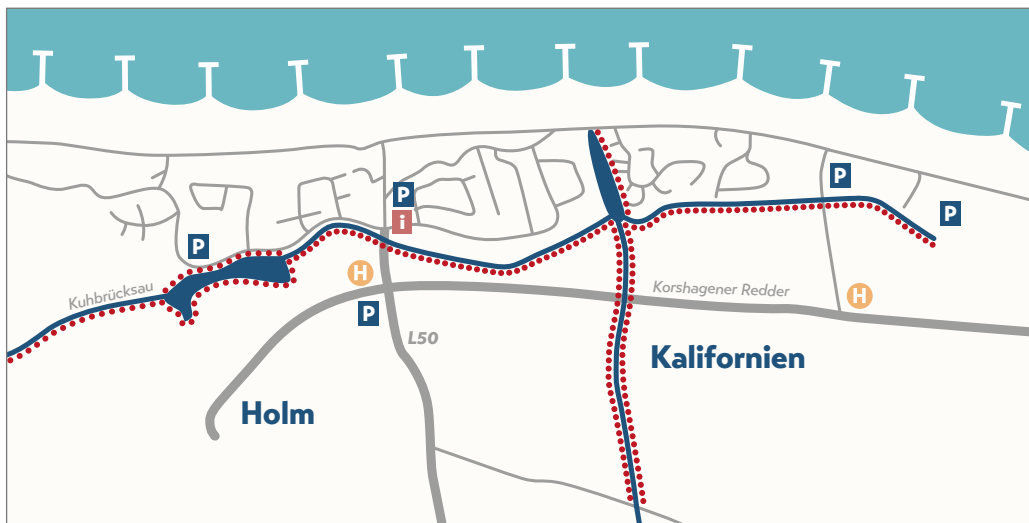 P
P
P
i
P
Kuhbrücksau
H
Korshagener Redder
H
P
L50
Kalifornien
Holm